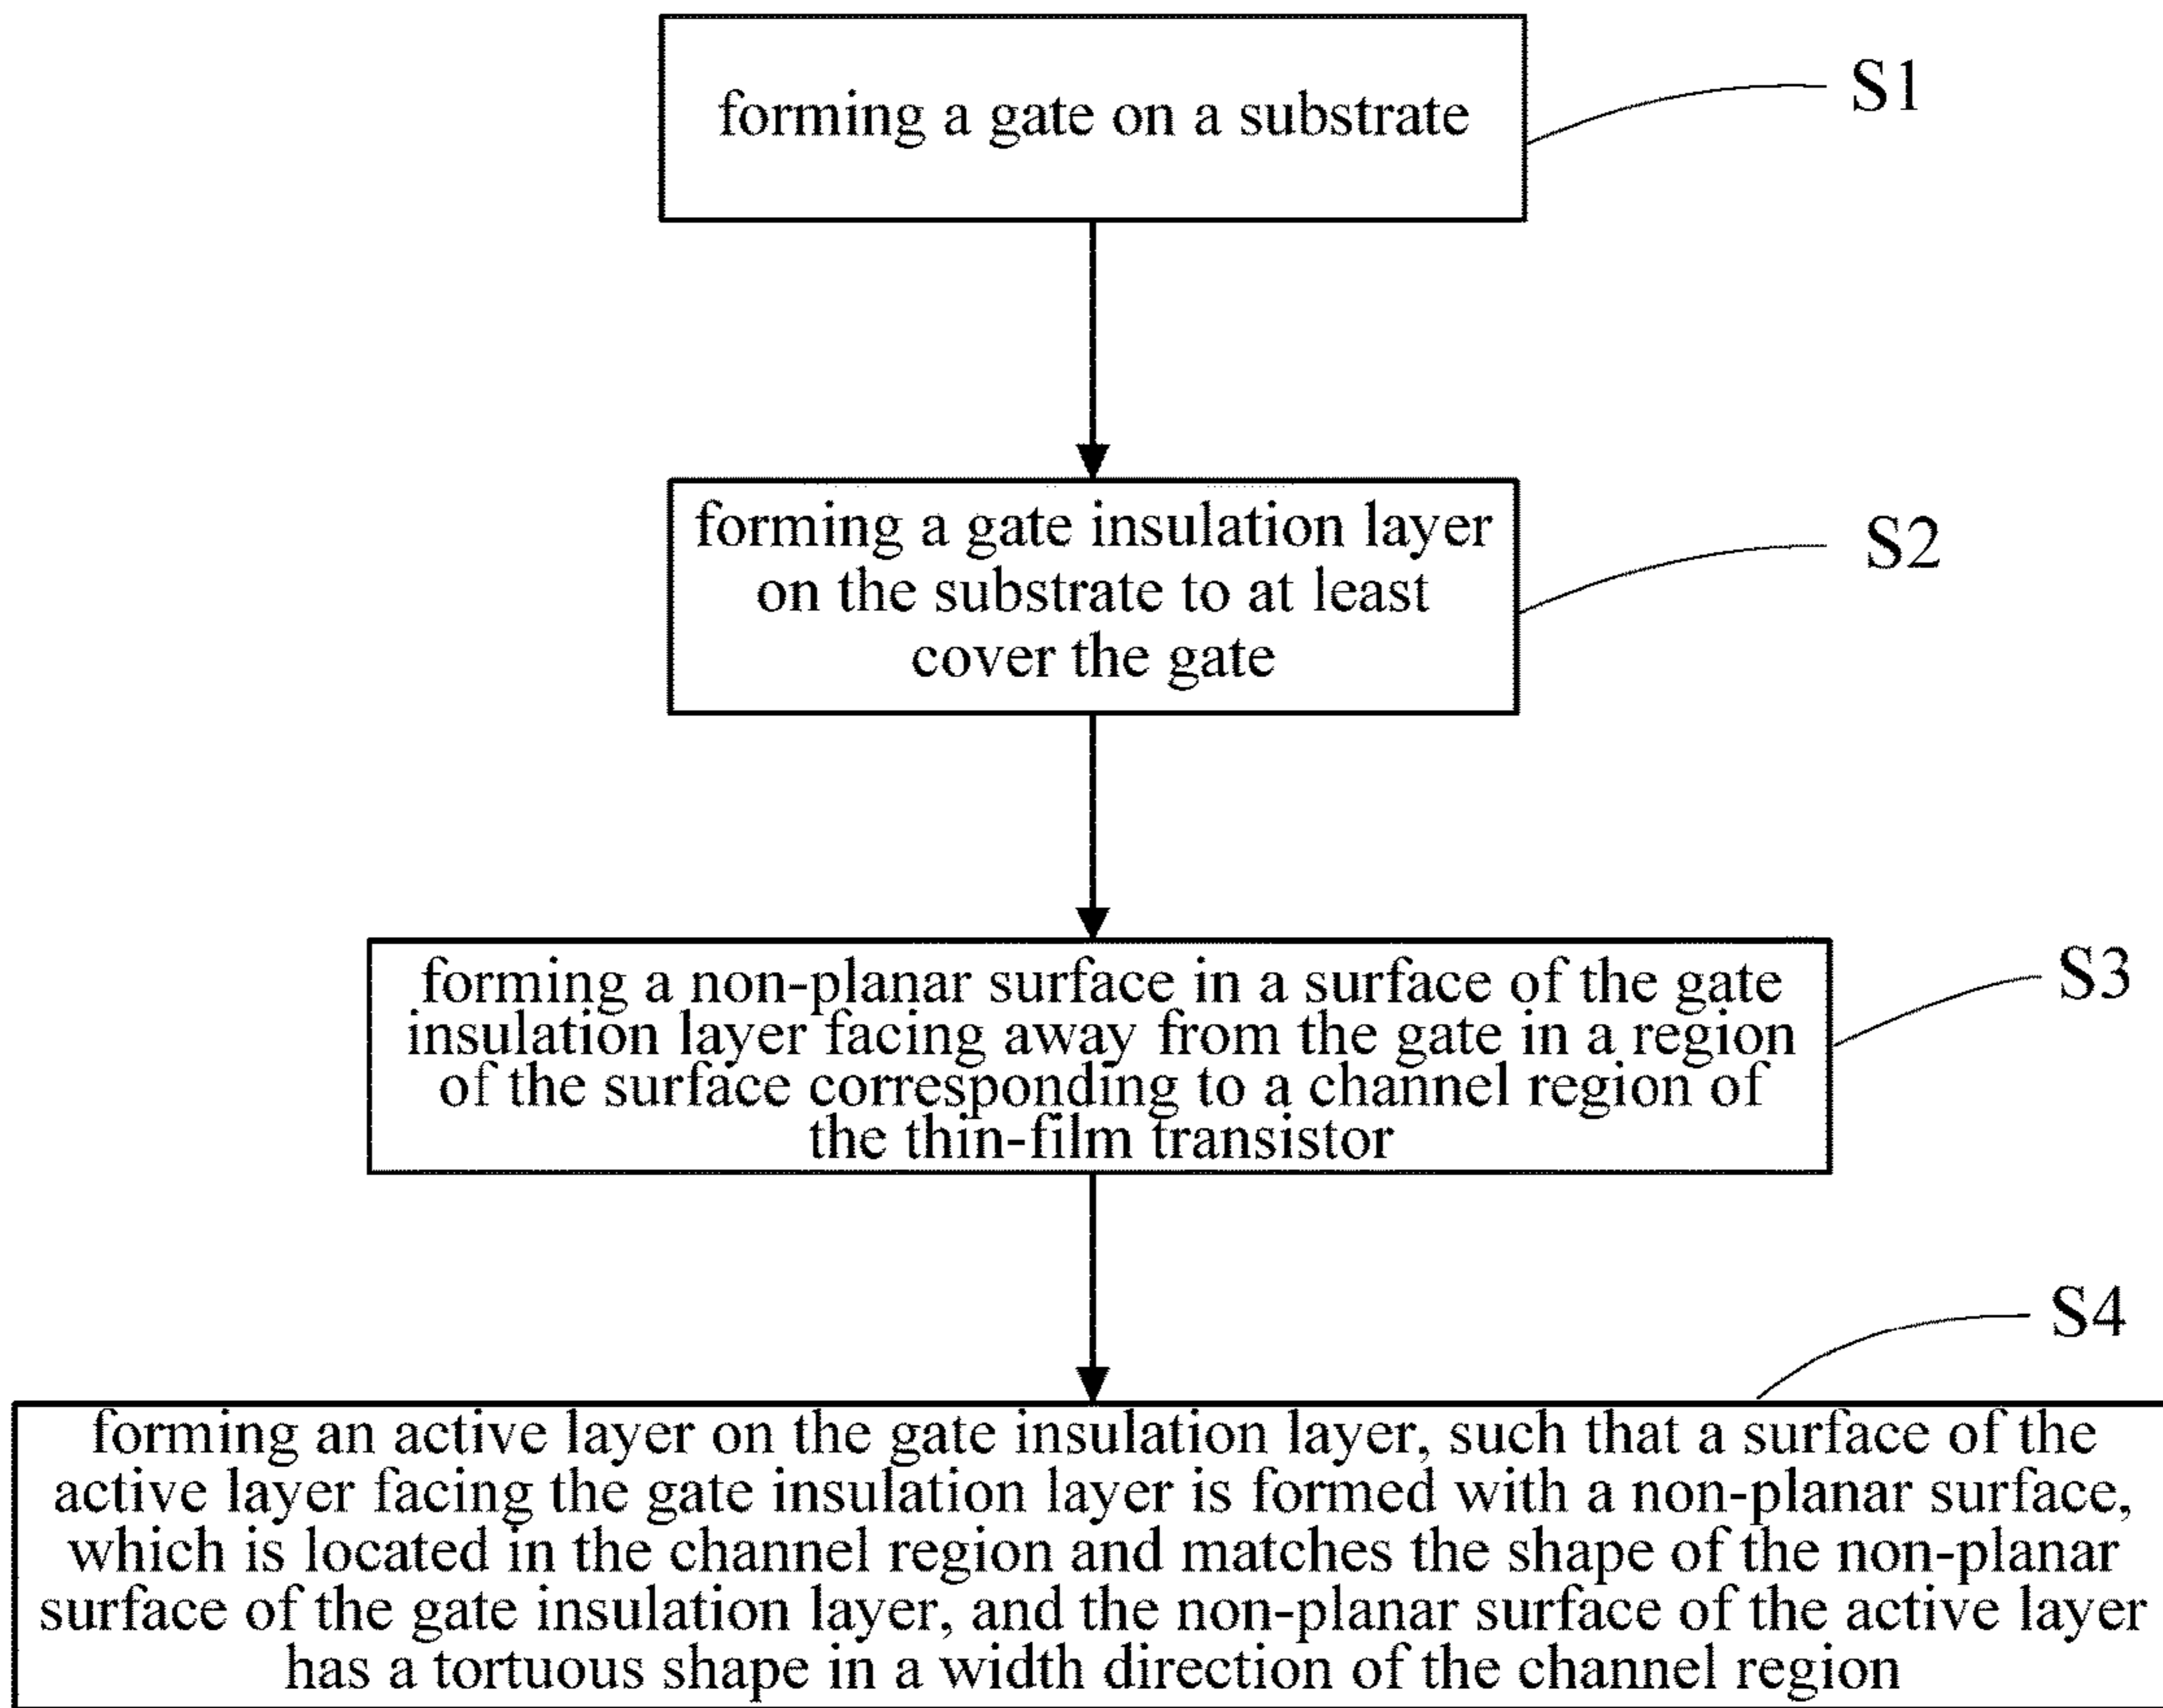 forming a gate on a substrate
S1
forming a gate insulation layer
on the substrate to at least
cover the gate
S2
forming a non-planar surface in a surface of the gate
insulation layer facing away from the gate in a region
of the surface corresponding to a channel region of
the thin-film transistor
S3
S4
forming an active layer on the gate insulation layer, such that a surface of the
active layer facing the gate insulation layer is formed with a non-planar surface,
which is located in the channel region and matches the shape of the non-planar
surface of the gate insulation layer, and the non-planar surface of the active layer
has a tortuous shape in a width direction of the channel region